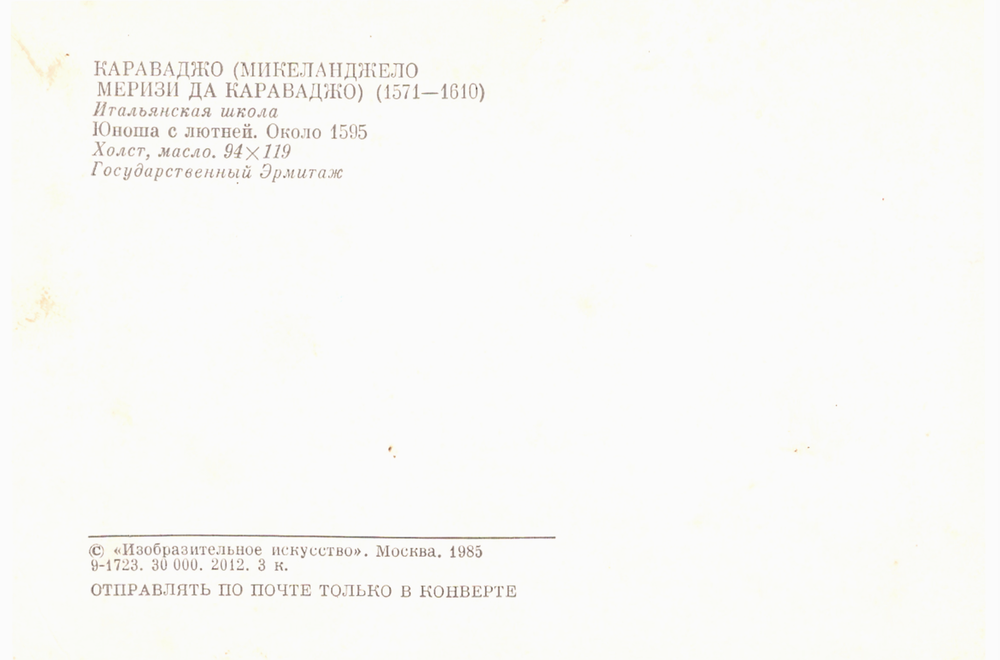 КАРАВАДЖО (МИКЕЛАНДЖЕЛО
МЕРИЗИ ДА КАРАВАДЖО) (1571—1610)
Итальянская школа
Юноша с лютней. Около 1595
Холст, масло. 94×119
Государственный Эрмитаж
© «Изобразительное искусство». Москва. 1985
9-1723. 30 000. 2012. 3 к.
ОТПРАВЛЯТЬ ПО ПОЧТЕ ТОЛЬКО В КОНВЕРТЕ